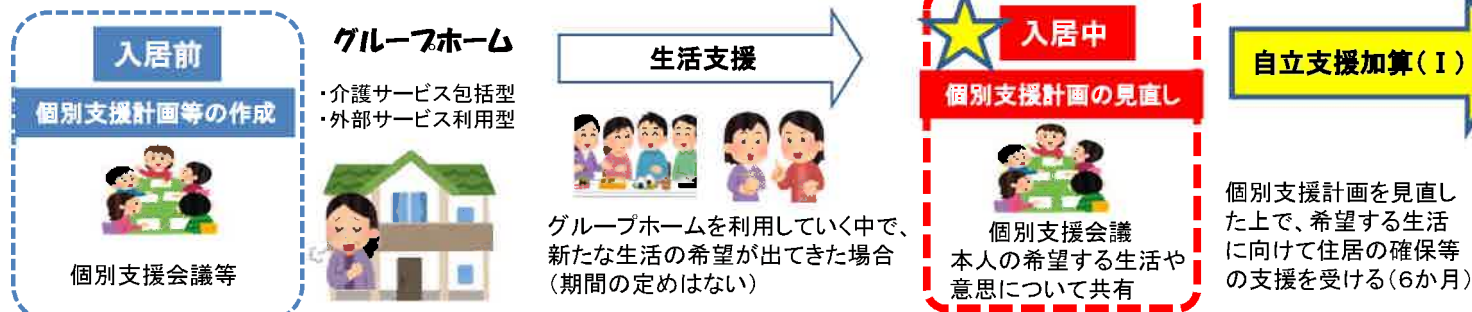 入居前
個別支援計画等の作成
個別支援会議等
グループホーム
・介護サービス包括型
・外部サービス利用型
生活支援
グループホームを利用していく中で、
新たな生活の希望が出てきた場合
（期間の定めはない）
入居中
個別支援計画の見直し
個別支援会議
本人の希望する生活や
意思について共有
自立支援加算（Ⅰ）
個別支援計画を見直し
た上で、希望する生活
に向けて住居の確保等
の支援を受ける（６か月）